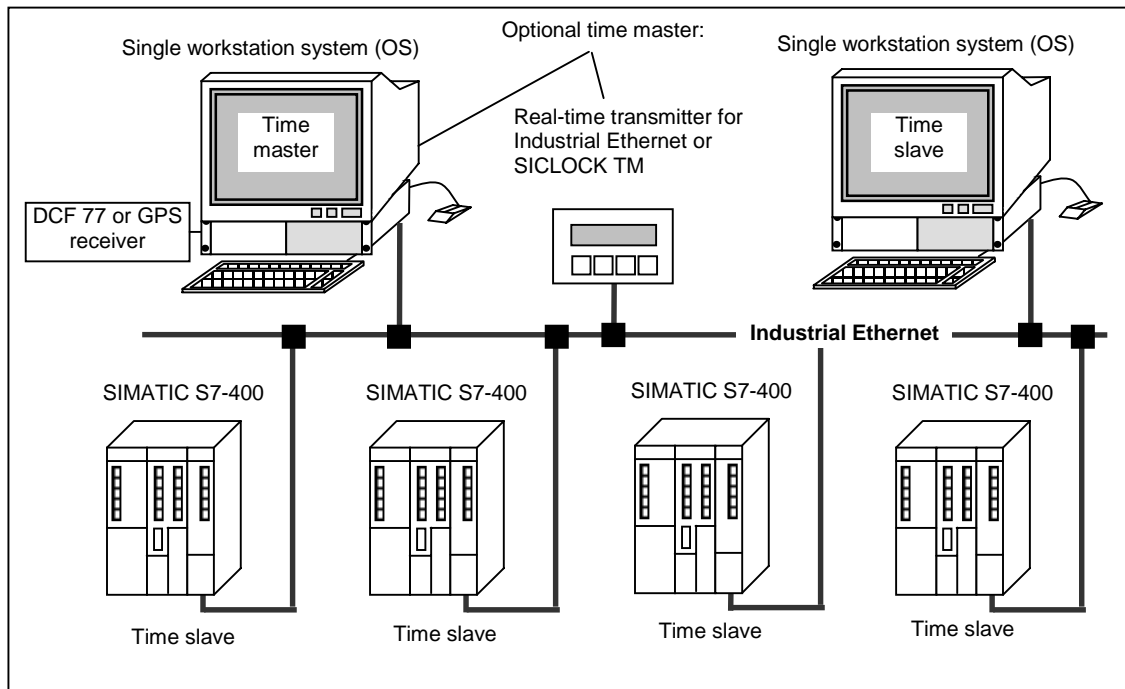 Single workstation system (OS)
Optional time master:
Single workstation system (OS)
Time
master
Real-time transmitter for
Industrial Ethernet or
SICLOCK TM
Time
slave
DCF 77 or GPS
receiver
Industrial Ethernet
SIMATIC S7-400
SIMATIC S7-400
SIMATIC S7-400
SIMATIC S7-400
Time slave
Time slave
Time slave
Time slave